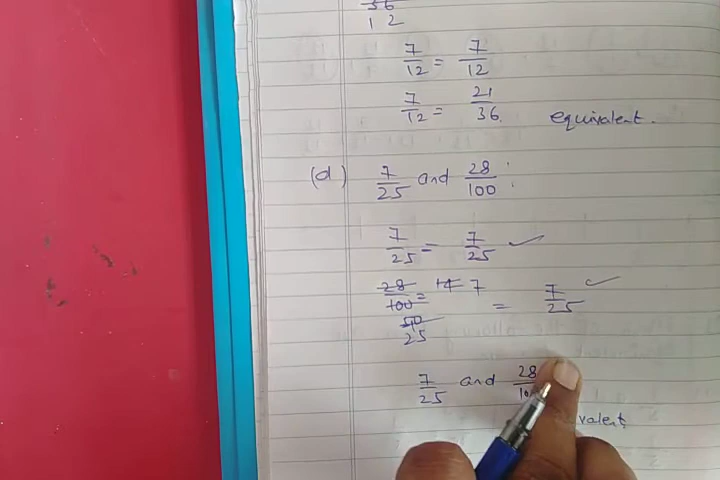 36
12
7/12 = 7/12
7/12 = 21/36 equivalent.
(d) 7/25 and 28/100 :
7/25 = 7/25 ✓
28/100 = 14 7 = 7/25 ✓
50
25
7/25 and 28